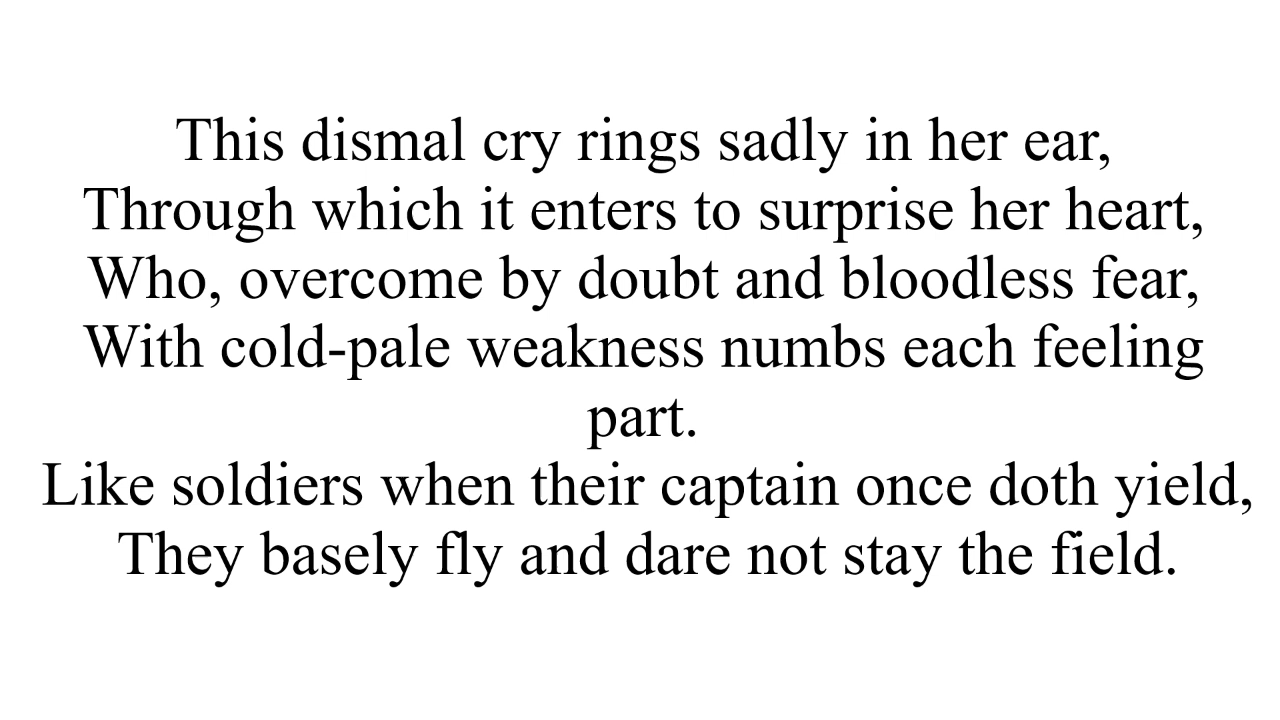 This dismal cry rings sadly in her ear,
Through which it enters to surprise her heart,
Who, overcome by doubt and bloodless fear,
With cold-pale weakness numbs each feeling
part.
Like soldiers when their captain once doth yield,
They basely fly and dare not stay the field.